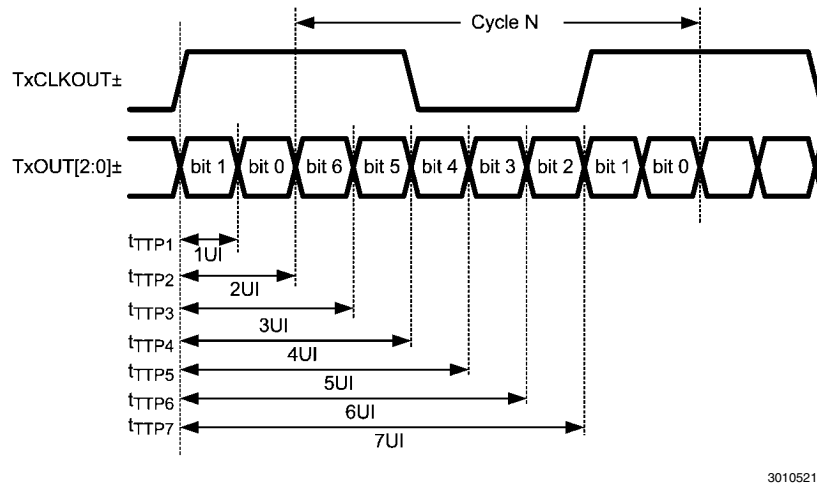 Cycle N
TxCLKOUT±
TxOUT[2:0]±
bit 1 bit 0 bit 6 bit 5 bit 4 bit 3 bit 2 bit 1 bit 0
tTTP1
1UI
tTTP2
2UI
tTTP3
3UI
tTTP4
4UI
tTTP5
5UI
tTTP6
6UI
tTTP7
7UI
3010521